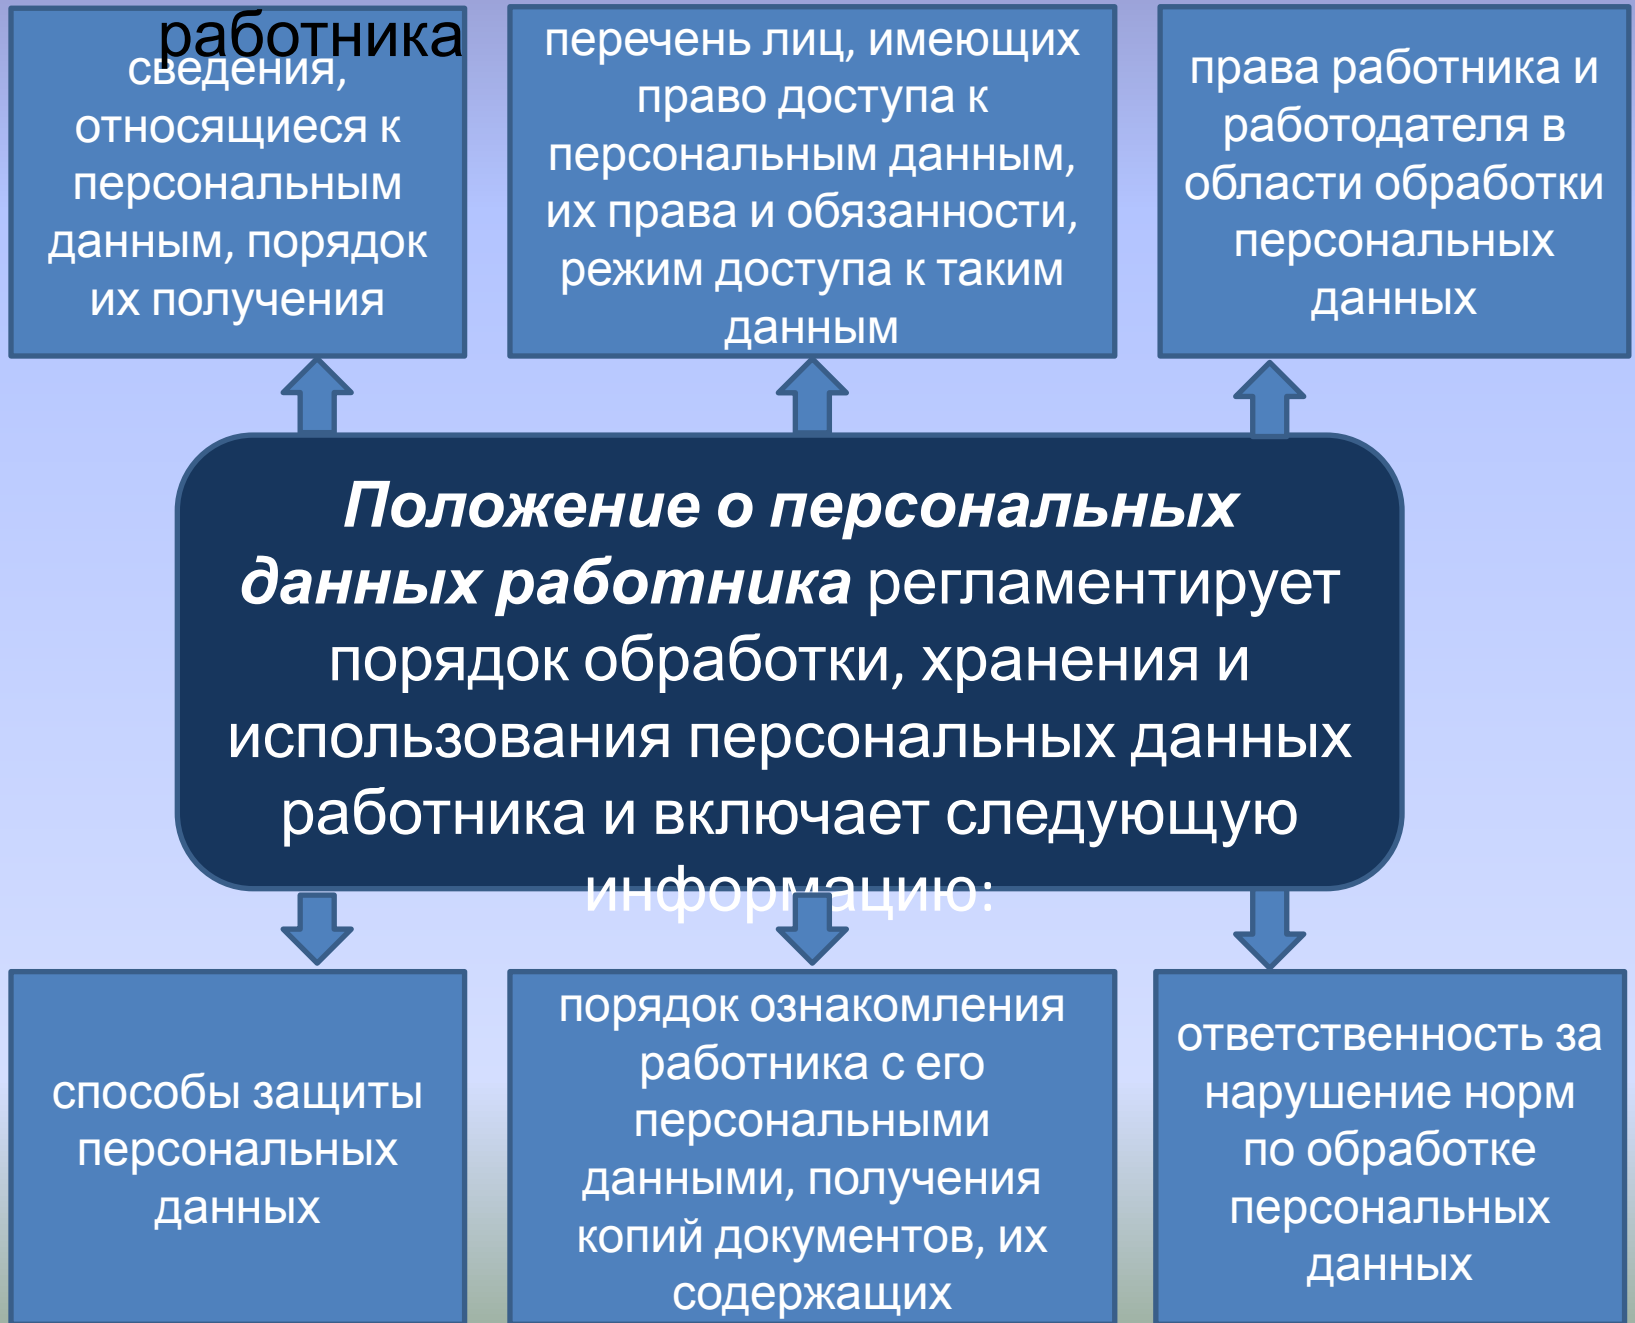 работника
сведения,
относящиеся к
персональным
данным, порядок
их получения
перечень лиц, имеющих
право доступа к
персональным данным,
их права и обязанности,
режим доступа к таким
данным
права работника и
работодателя в
области обработки
персональных
данных
Положение о персональных
данных работника регламентирует
порядок обработки, хранения и
использования персональных данных
работника и включает следующую
информацию:
способы защиты
персональных
данных
порядок ознакомления
работника с его
персональными
данными, получения
копий документов, их
содержащих
ответственность за
нарушение норм
по обработке
персональных
данных